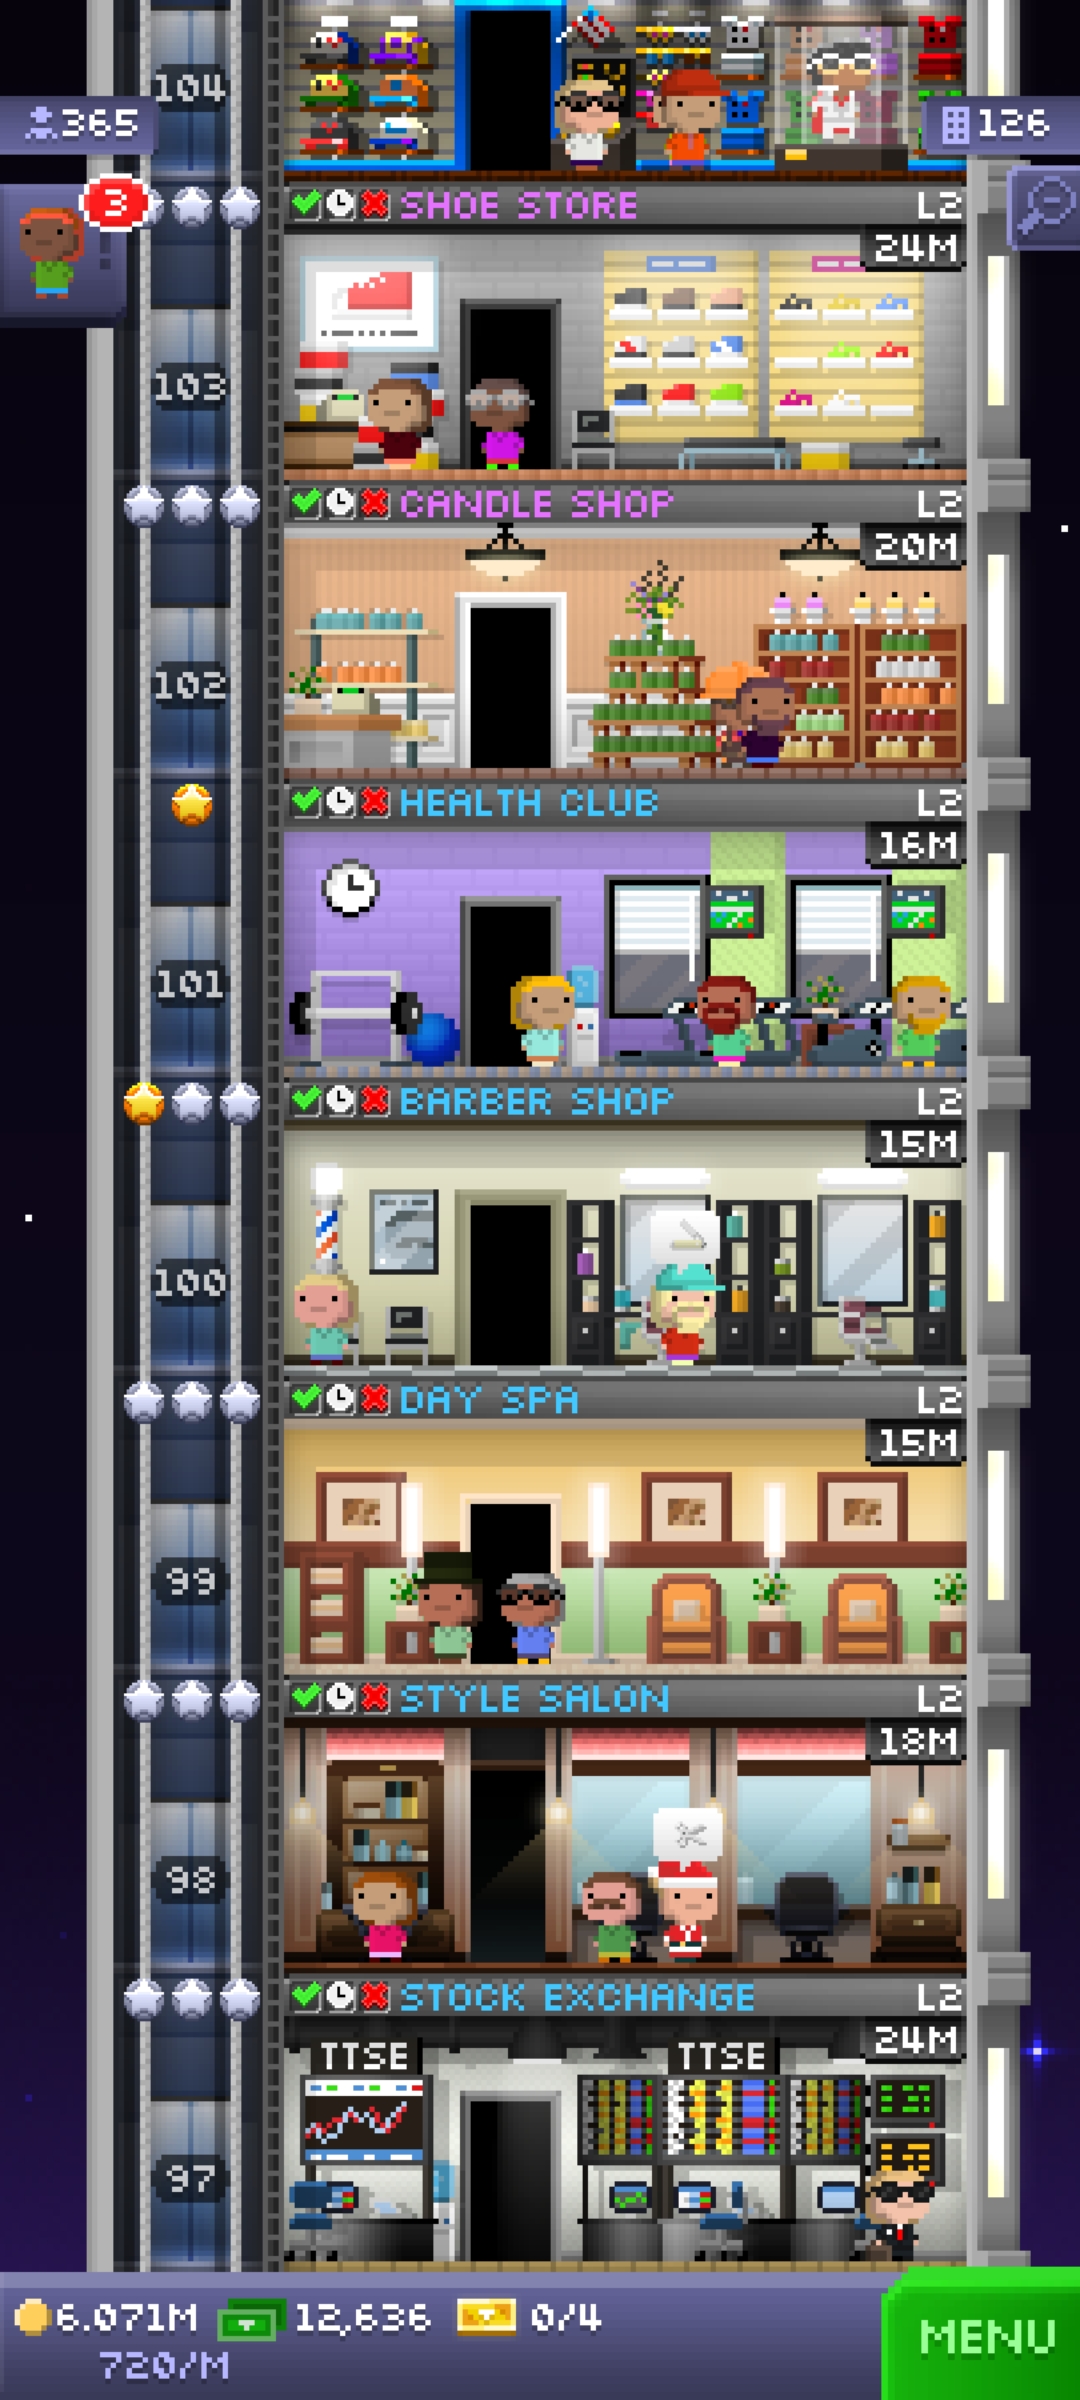 104
365
126
3
SHOE STORE L2
24M
103
CANDLE SHOP L2
20M
102
HEALTH CLUB L2
16M
101
BARBER SHOP L2
15M
100
DAY SPA L2
15M
99
STYLE SALON L2
18M
98
STOCK EXCHANGE L2
24M
TTSE TTSE
97
6.071M 12,636 0/4
720/M
MENU